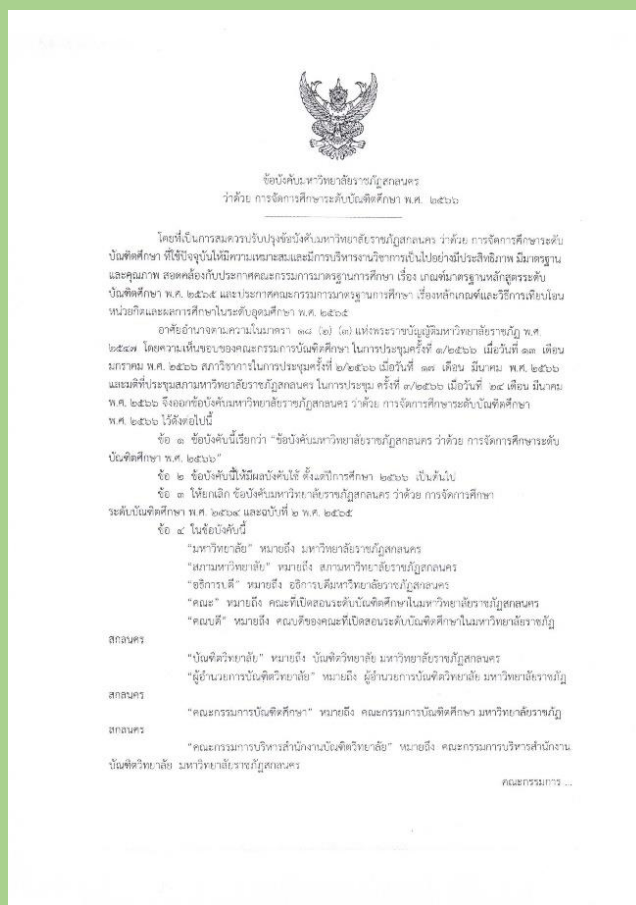 ข้อบังคับมหาวิทยาลัยราชภัฏสกลนคร
ว่าด้วย การจัดการศึกษาระดับบัณฑิตศึกษา พ.ศ. ๒๕๖๖
โดยที่เป็นการสมควรปรับปรุงข้อบังคับมหาวิทยาลัยราชภัฏสกลนคร ว่าด้วย การจัดการศึกษาระดับ
บัณฑิตศึกษา ที่ใช้ปัจจุบันให้มีความเหมาะสมและมีการบริหารงานวิชาการเป็นไปอย่างมีประสิทธิภาพ มีมาตรฐาน
และคุณภาพ สอดคล้องกับประกาศคณะกรรมการมาตรฐานการศึกษา เรื่อง เกณฑ์มาตรฐานหลักสูตรระดับ
บัณฑิตศึกษา พ.ศ. ๒๕๖๕ และประกาศคณะกรรมการมาตรฐานการศึกษา เรื่องหลักเกณฑ์และวิธีการเทียบโอน
หน่วยกิตและผลการศึกษาในระดับอุดมศึกษา พ.ศ. ๒๕๖๕
อาศัยอำนาจตามความในมาตรา ๑๘ (๒) (๓) แห่งพระราชบัญญัติมหาวิทยาลัยราชภัฏ พ.ศ.
๒๕๔๗ โดยความเห็นชอบของคณะกรรมการบัณฑิตศึกษา ในการประชุมครั้งที่ ๑/๒๕๖๖ เมื่อวันที่ ๑๓ เดือน
มกราคม พ.ศ. ๒๕๖๖ สภาวิชาการในการประชุมครั้งที่ ๒/๒๕๖๖ เมื่อวันที่ ๑๗ เดือน มีนาคม พ.ศ. ๒๕๖๖
และมติที่ประชุมสภามหาวิทยาลัยราชภัฏสกลนคร ในการประชุม ครั้งที่ ๓/๒๕๖๖ เมื่อวันที่ ๒๔ เดือน มีนาคม
พ.ศ. ๒๕๖๖ จึงออกข้อบังคับมหาวิทยาลัยราชภัฏสกลนคร ว่าด้วย การจัดการศึกษาระดับบัณฑิตศึกษา
พ.ศ. ๒๕๖๖ ไว้ดังต่อไปนี้
ข้อ ๑ ข้อบังคับนี้เรียกว่า "ข้อบังคับมหาวิทยาลัยราชภัฏสกลนคร ว่าด้วย การจัดการศึกษาระดับ
บัณฑิตศึกษา พ.ศ. ๒๕๖๖"
ข้อ ๒ ข้อบังคับนี้ให้มีผลบังคับใช้ ตั้งแต่ปีการศึกษา ๒๕๖๖ เป็นต้นไป
ข้อ ๓ ให้ยกเลิก ข้อบังคับมหาวิทยาลัยราชภัฏสกลนคร ว่าด้วย การจัดการศึกษา
ระดับบัณฑิตศึกษา พ.ศ. ๒๕๖๔ และฉบับที่ ๒ พ.ศ. ๒๕๖๕
ข้อ ๔ ในข้อบังคับนี้
"มหาวิทยาลัย" หมายถึง มหาวิทยาลัยราชภัฏสกลนคร
"สภามหาวิทยาลัย" หมายถึง สภามหาวิทยาลัยราชภัฏสกลนคร
"อธิการบดี" หมายถึง อธิการบดีมหาวิทยาลัยราชภัฏสกลนคร
"คณะ" หมายถึง คณะที่เปิดสอนระดับบัณฑิตศึกษาในมหาวิทยาลัยราชภัฏสกลนคร
"คณบดี" หมายถึง คณบดีของคณะที่เปิดสอนระดับบัณฑิตศึกษาในมหาวิทยาลัยราชภัฏ
สกลนคร
"บัณฑิตวิทยาลัย" หมายถึง บัณฑิตวิทยาลัย มหาวิทยาลัยราชภัฏสกลนคร
"ผู้อำนวยการบัณฑิตวิทยาลัย" หมายถึง ผู้อำนวยการบัณฑิตวิทยาลัย มหาวิทยาลัยราชภัฏ
สกลนคร
"คณะกรรมการบัณฑิตศึกษา" หมายถึง คณะกรรมการบัณฑิตศึกษา มหาวิทยาลัยราชภัฏ
สกลนคร
"คณะกรรมการบริหารสำนักงานบัณฑิตวิทยาลัย" หมายถึง คณะกรรมการบริหารสำนักงาน
บัณฑิตวิทยาลัย มหาวิทยาลัยราชภัฏสกลนคร
คณะกรรมการ ...